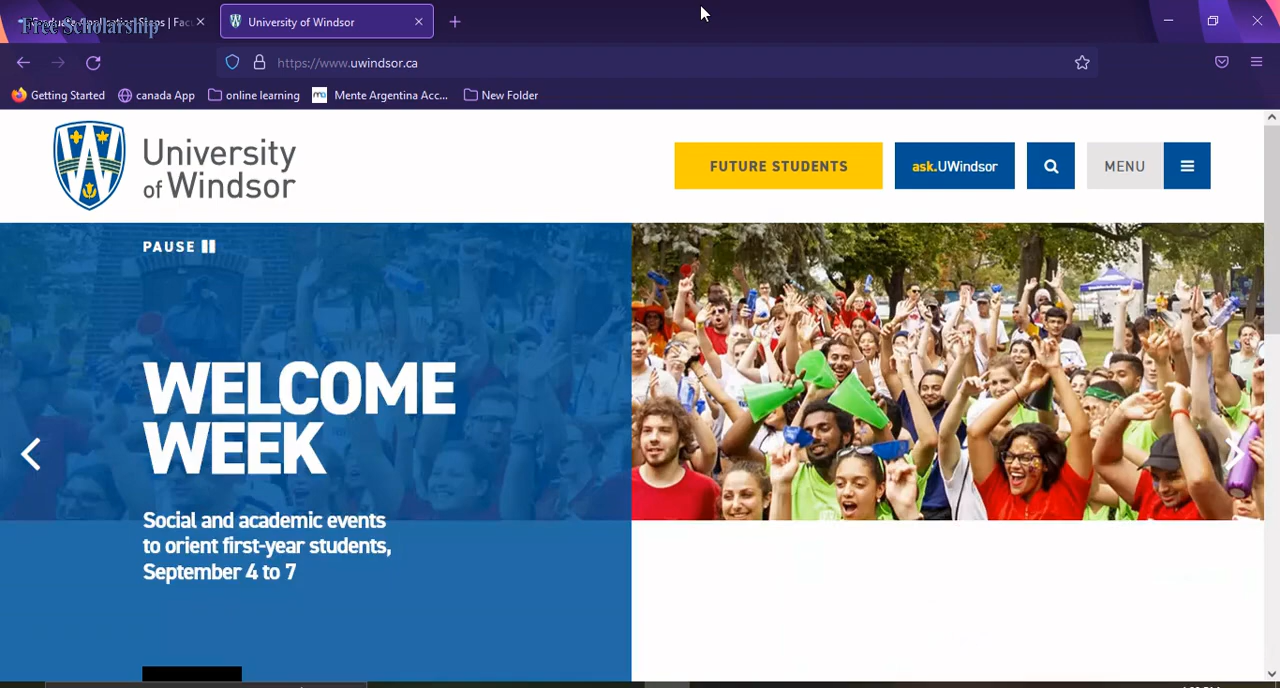 Free Scholarship
University of Windsor
https://www.uwindsor.ca
Getting Started
canada App
online learning
Mente Argentina Acc...
New Folder
University
of Windsor
FUTURE STUDENTS
ask.UWindsor
MENU
PAUSE
WELCOME
WEEK
Social and academic events
to orient first-year students,
September 4 to 7